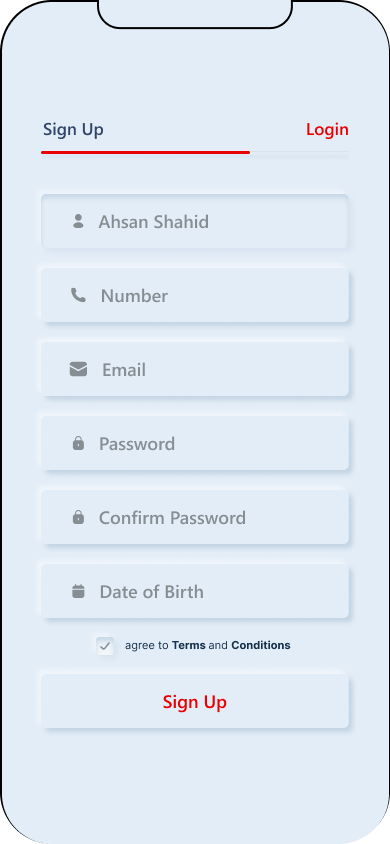 Sign Up Login
Ahsan Shahid
Number
Email
Password
Confirm Password
Date of Birth
agree to Terms and Conditions
Sign Up